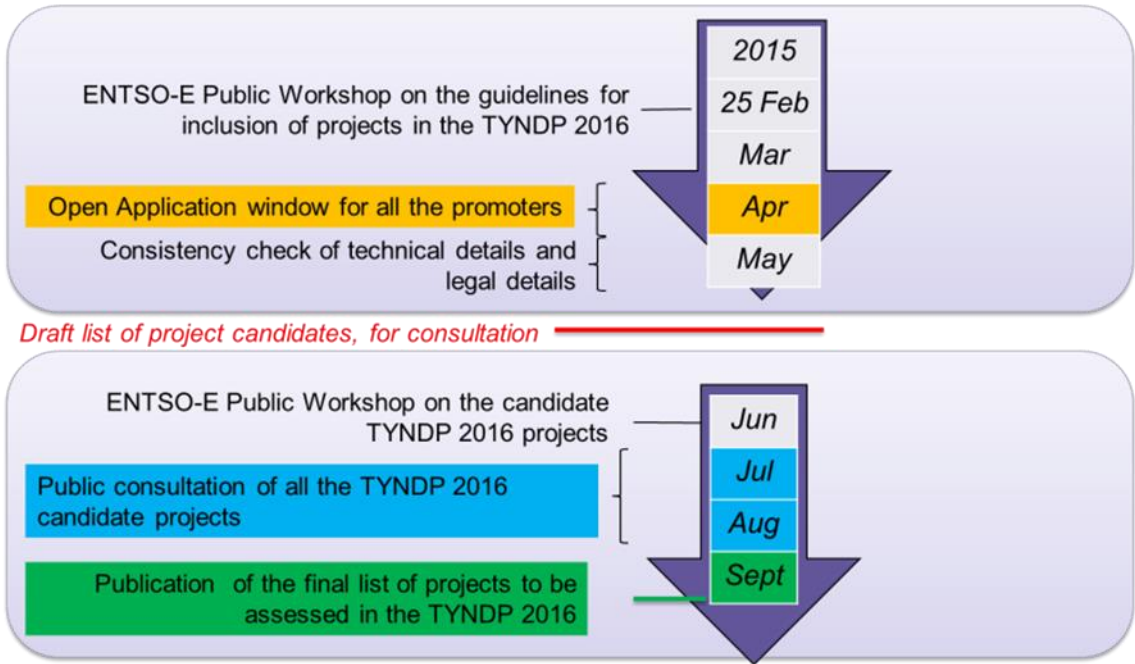 2015
ENTSO-E Public Workshop on the guidelines for
inclusion of projects in the TYNDP 2016
25 Feb
Mar
Open Application window for all the promoters
Apr
Consistency check of technical details and
legal details
May
Draft list of project candidates, for consultation
ENTSO-E Public Workshop on the candidate
TYNDP 2016 projects
Jun
Public consultation of all the TYNDP 2016
candidate projects
Jul
Aug
Publication of the final list of projects to be
assessed in the TYNDP 2016
Sept